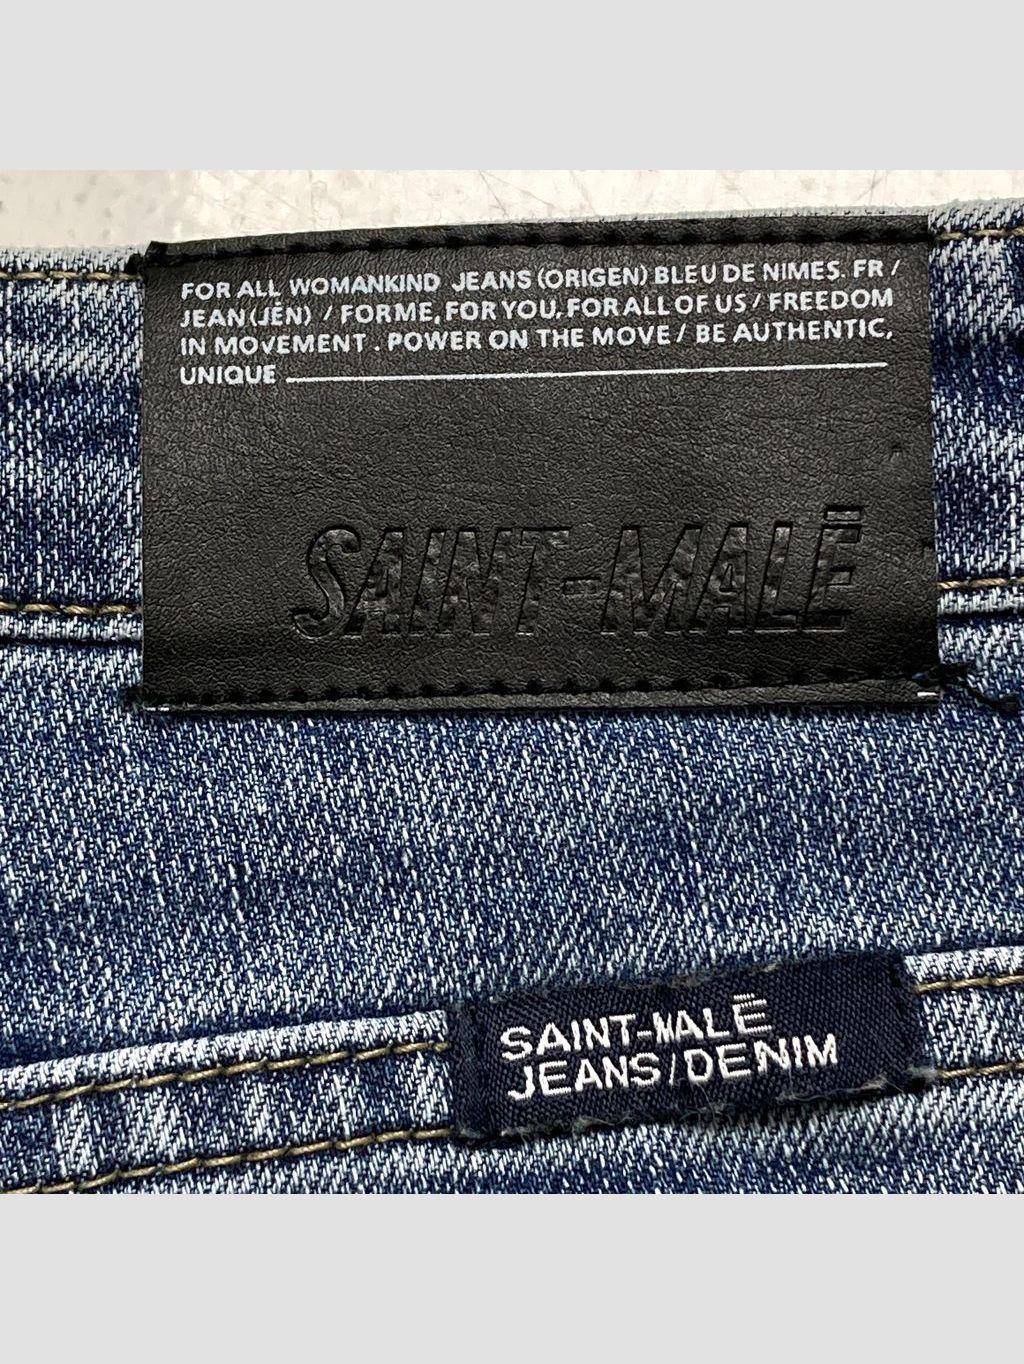 FOR ALL WOMANKIND JEANS (ORIGEN) BLEU DE NIMES. FR /
JEAN (JĒN) / FORME, FOR YOU, FOR ALL OF US / FREEDOM
IN MOVEMENT . POWER ON THE MOVE / BE AUTHENTIC,
UNIQUE
SAINT-MALĒ
SAINT-MALĒ
JEANS/DENIM